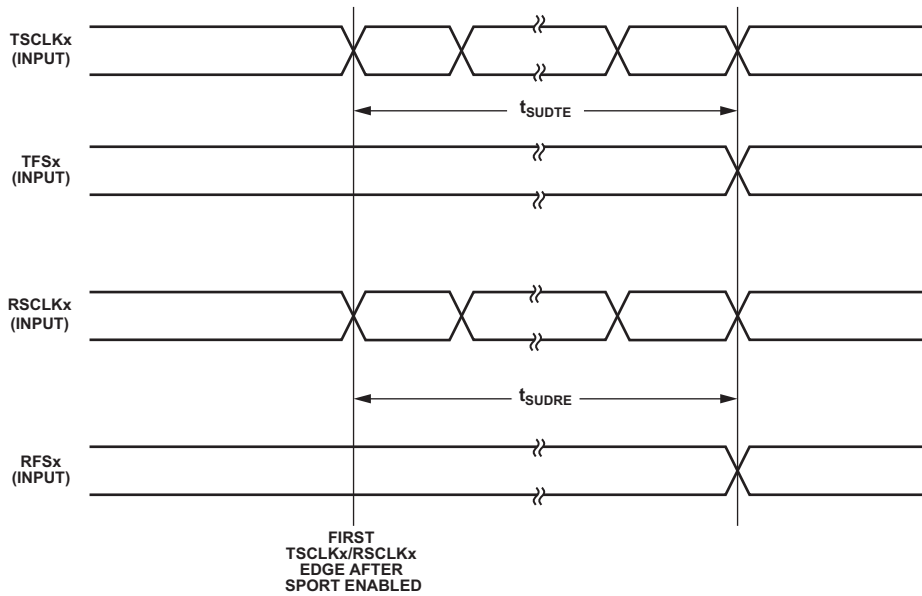 TSCLKx
(INPUT)
tSUDTE
TFSx
(INPUT)
RSCLKx
(INPUT)
tSUDRE
RFSx
(INPUT)
FIRST
TSCLKx/RSCLKx
EDGE AFTER
SPORT ENABLED